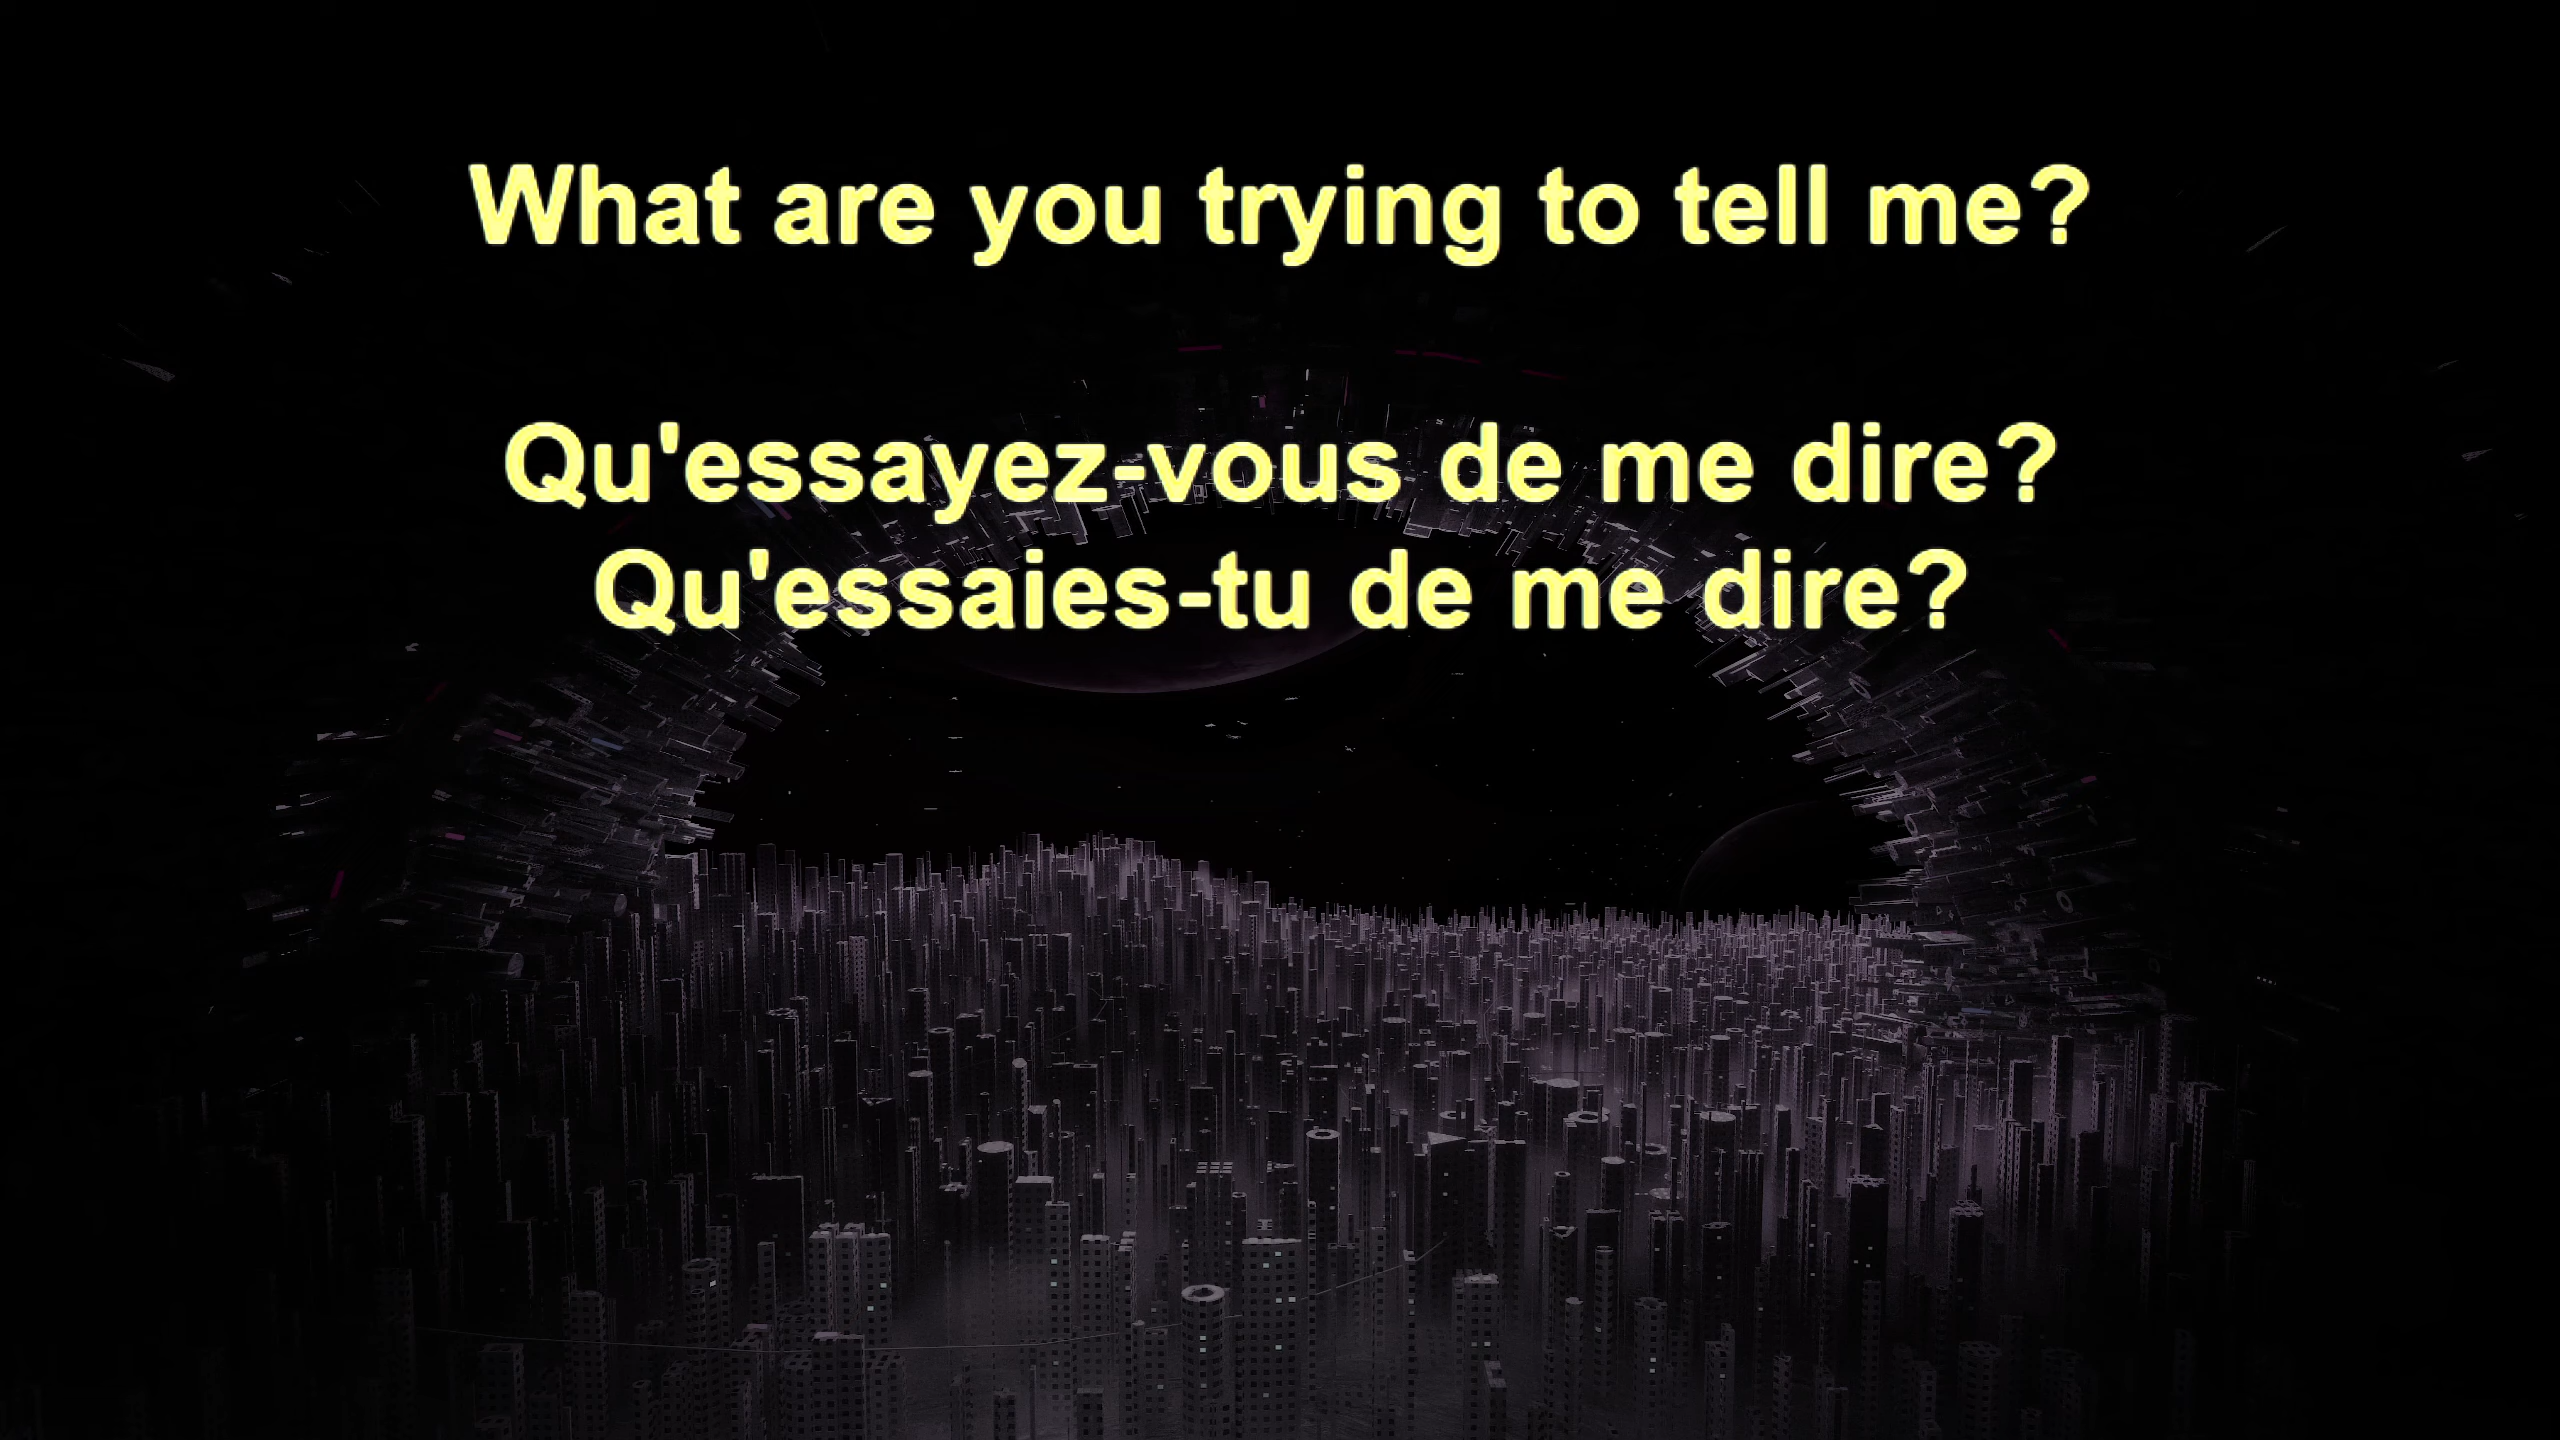 What are you trying to tell me?
Qu'essayez-vous de me dire?
Qu'essaies-tu de me dire?